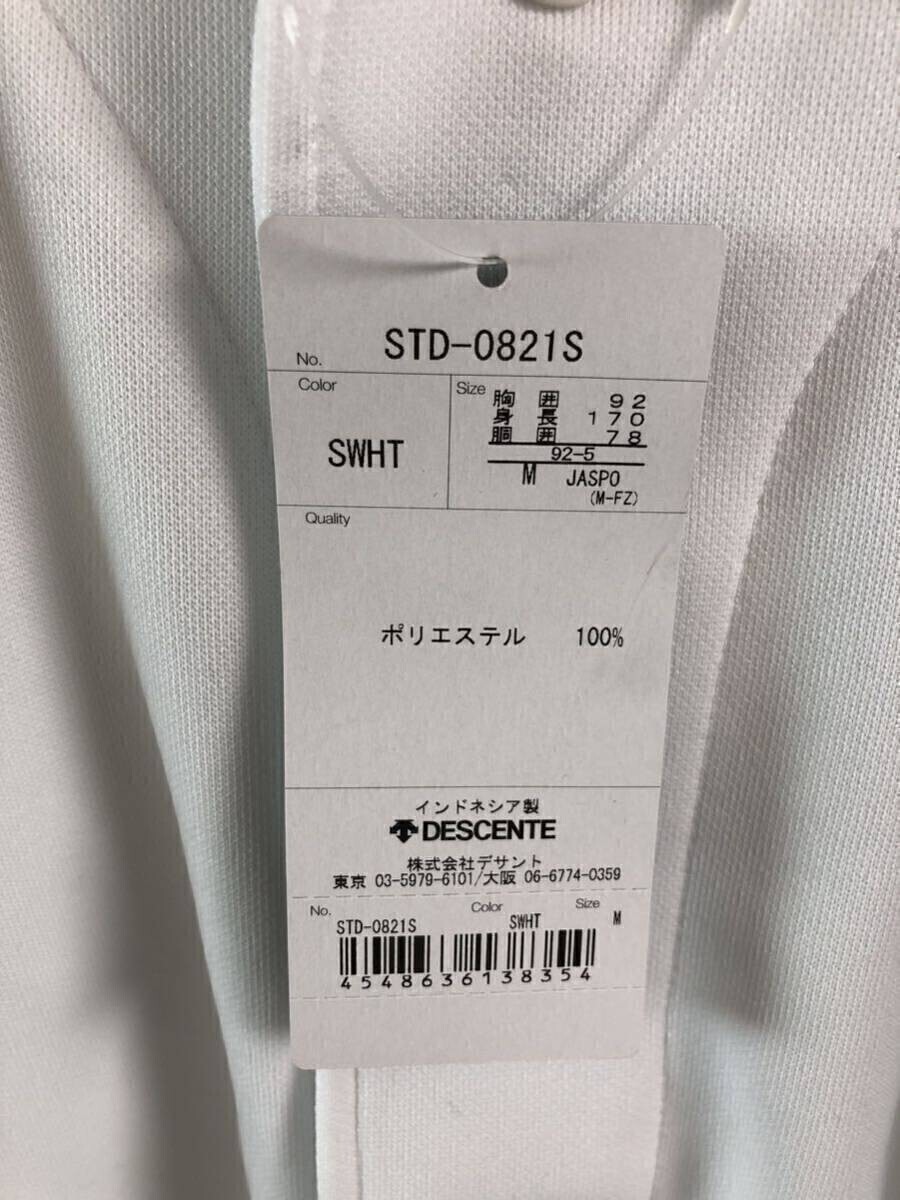 No. STD-0821S
Color
SWHT
Size
胸囲 92
身長 170
胴囲 78
92-5
M JASPO
(M-FZ)
Quality
ポリエステル 100%
インドネシア製
DESCENTE
株式会社デサント
東京 03-5979-6101/大阪 06-6774-0359
No. Color Size
STD-0821S SWHT M
4548636138354